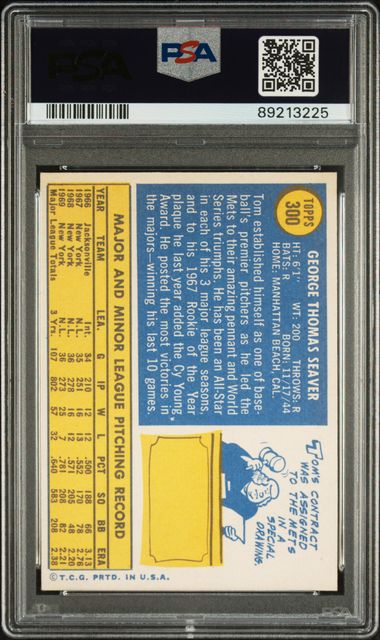 PSA
PSA
89213225
TOPPS
300
GEORGE THOMAS SEAVER
HT: 6'1" WT: 200 THROWS: R
BATS: R BORN: 11/17/44
HOME: MANHATTAN BEACH, CAL.
Tom established himself as one of base-
ball's premier pitchers as he led the
Mets to their amazing pennant and World
Series triumphs. He has been an All-Star
in each of his 3 major league seasons,
and to his 1967 Rookie of the Year
plaque he last year added the Cy Young
Award. He posted the most victories in
the majors—winning his last 10 games.
TOM'S CONTRACT
WAS ASSIGNED
TO THE METS
IN A
SPECIAL
DRAWING.
MAJOR AND MINOR LEAGUE PITCHING RECORD
YEAR TEAM LEA. G IP W L PCT SO BB ERA
1966 Jacksonville Int. 34 210 12 12 .500 188 66 3.13
1967 New York N.L. 35 251 16 13 .552 170 78 2.76
1968 New York N.L. 36 278 16 12 .571 205 48 2.20
1969 New York N.L. 36 273 25 7 .781 208 82 2.21
Major League Totals 3 Yrs. 107 802 57 32 .640 583 208 2.38
© T.C.G. PRTD. IN U.S.A.